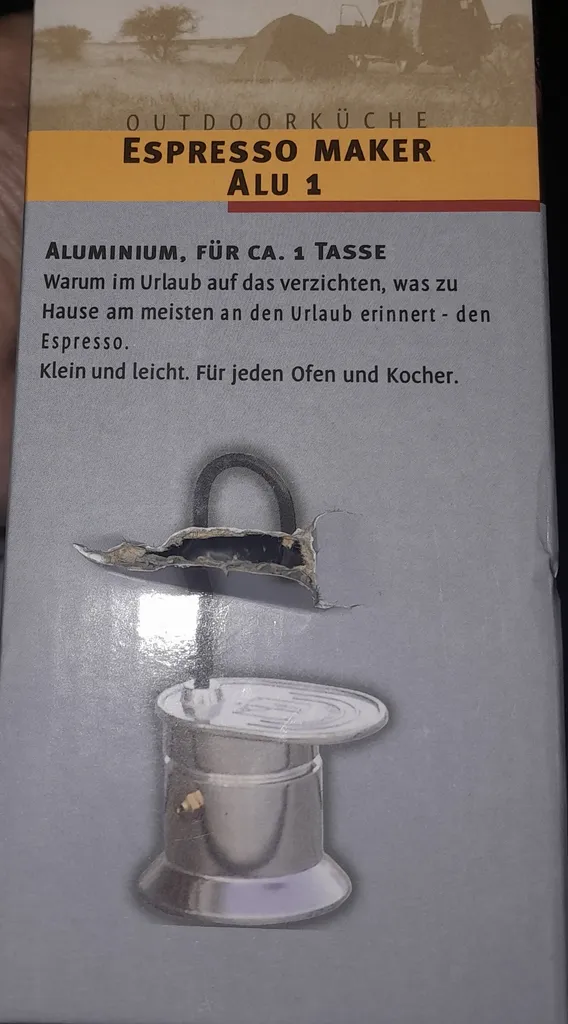 OUTDOORKÜCHE
ESPRESSO MAKER
ALU 1
ALUMINIUM, FÜR CA. 1 TASSE
Warum im Urlaub auf das verzichten, was zu
Hause am meisten an den Urlaub erinnert - den
Espresso.
Klein und leicht. Für jeden Ofen und Kocher.